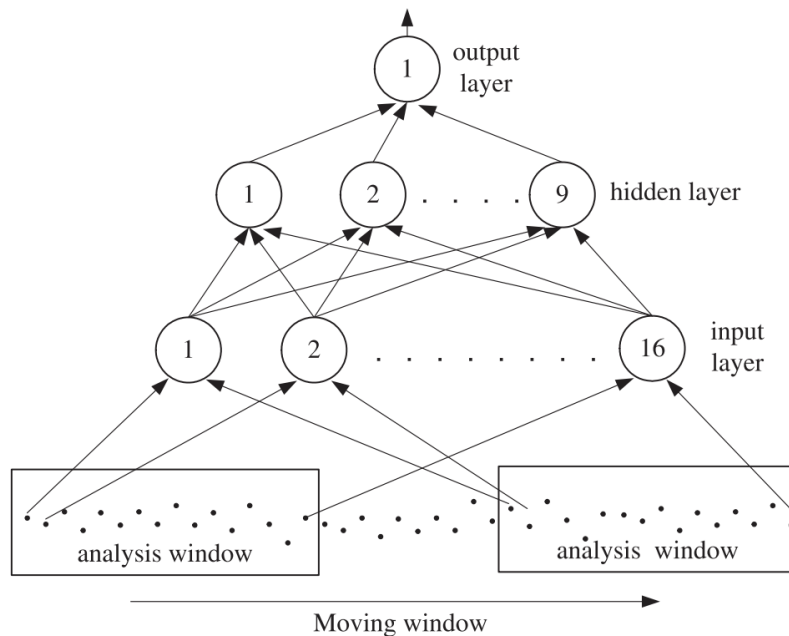 1
output
layer
1 2 . . . . 9 hidden layer
1 2 . . . . . . . . 16
input
layer
analysis window
analysis window
Moving window